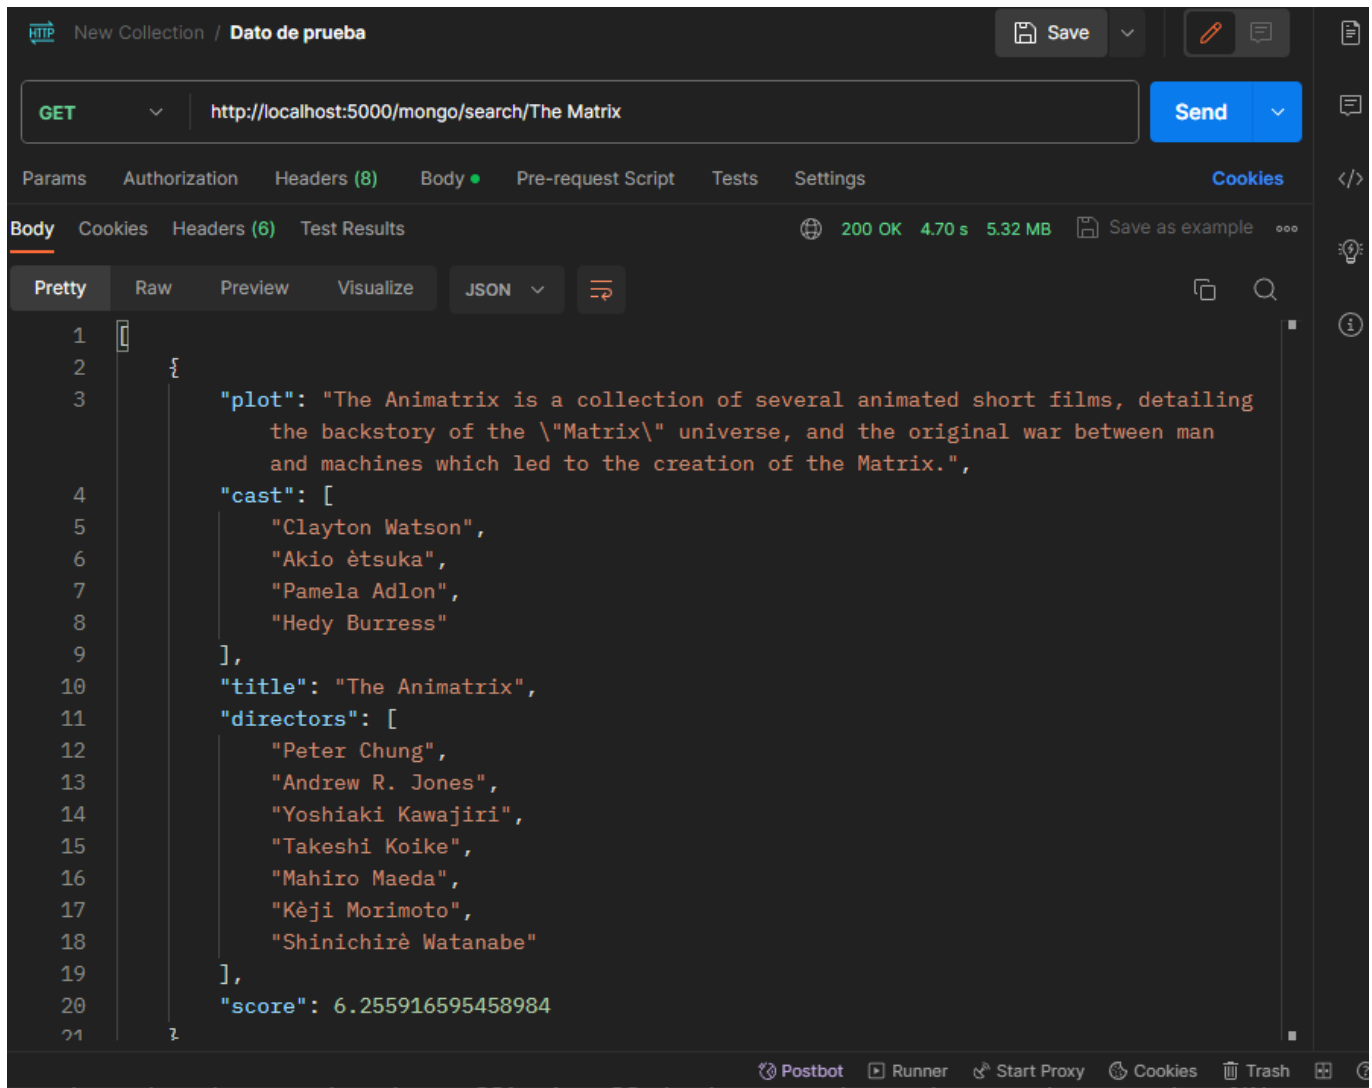 HTTP New Collection / Dato de prueba Save
GET http://localhost:5000/mongo/search/The Matrix Send
Params Authorization Headers (8) Body Pre-request Script Tests Settings Cookies </>
Body Cookies Headers (6) Test Results 200 OK 4.70 s 5.32 MB Save as example
Pretty Raw Preview Visualize JSON
1 [
2 {
3 "plot": "The Animatrix is a collection of several animated short films, detailing
the backstory of the \"Matrix\" universe, and the original war between man
and machines which led to the creation of the Matrix.",
4 "cast": [
5 "Clayton Watson",
6 "Akio ètsuka",
7 "Pamela Adlon",
8 "Hedy Burress"
9 ],
10 "title": "The Animatrix",
11 "directors": [
12 "Peter Chung",
13 "Andrew R. Jones",
14 "Yoshiaki Kawajiri",
15 "Takeshi Koike",
16 "Mahiro Maeda",
17 "Kèji Morimoto",
18 "Shinichirè Watanabe"
19 ],
20 "score": 6.255916595458984
21 }
Postbot Runner Start Proxy Cookies Trash